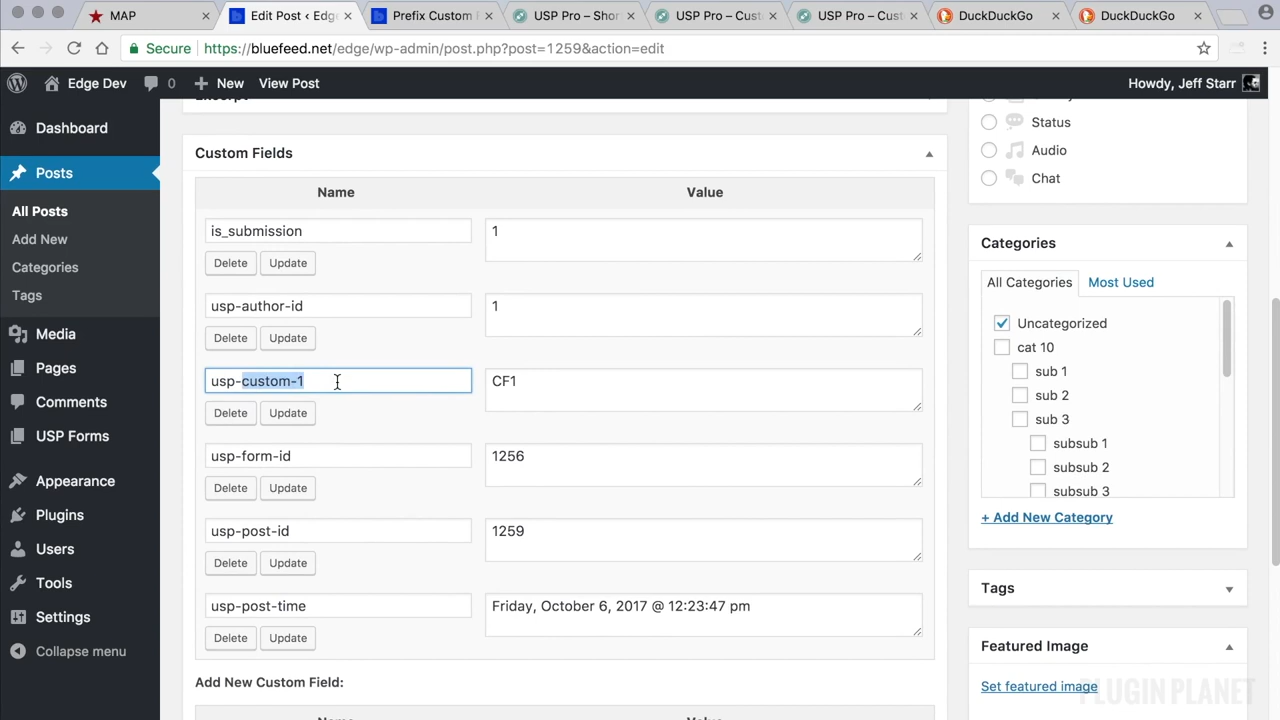 MAP
Edit Post ‹ Edge
Prefix Custom F
USP Pro – Shor
USP Pro – Cust
USP Pro – Cust
DuckDuckGo
DuckDuckGo
Secure
https://bluefeed.net/edge/wp-admin/post.php?post=1259&action=edit
Edge Dev
0
New
View Post
Howdy, Jeff Starr
Dashboard
Posts
All Posts
Add New
Categories
Tags
Media
Pages
Comments
USP Forms
Appearance
Plugins
Users
Tools
Settings
Collapse menu
Excerpt
Custom Fields
Name Value
is_submission 1
Delete Update
usp-author-id 1
Delete Update
usp-custom-1 CF1
Delete Update
usp-form-id 1256
Delete Update
usp-post-id 1259
Delete Update
usp-post-time Friday, October 6, 2017 @ 12:23:47 pm
Delete Update
Add New Custom Field:
Name Value
Status
Audio
Chat
Categories
All Categories Most Used
Uncategorized
cat 10
sub 1
sub 2
sub 3
subsub 1
subsub 2
subsub 3
+ Add New Category
Tags
Featured Image
Set featured image
PLUGIN PLANET